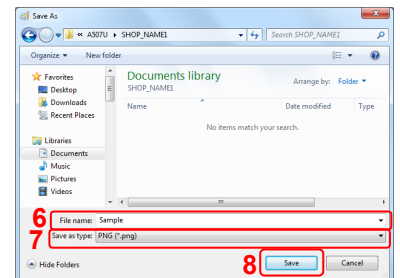 Save As
« A507U ▸ SHOP_NAME1
Search SHOP_NAME1
Organize ▾ New folder
Favorites
Desktop
Downloads
Recent Places
Libraries
Documents
Music
Pictures
Videos
Documents library
SHOP_NAME1
Arrange by: Folder ▾
Name Date modified Type
No items match your search.
6 File name: Sample
7 Save as type: PNG (*.png)
Hide Folders
8 Save Cancel